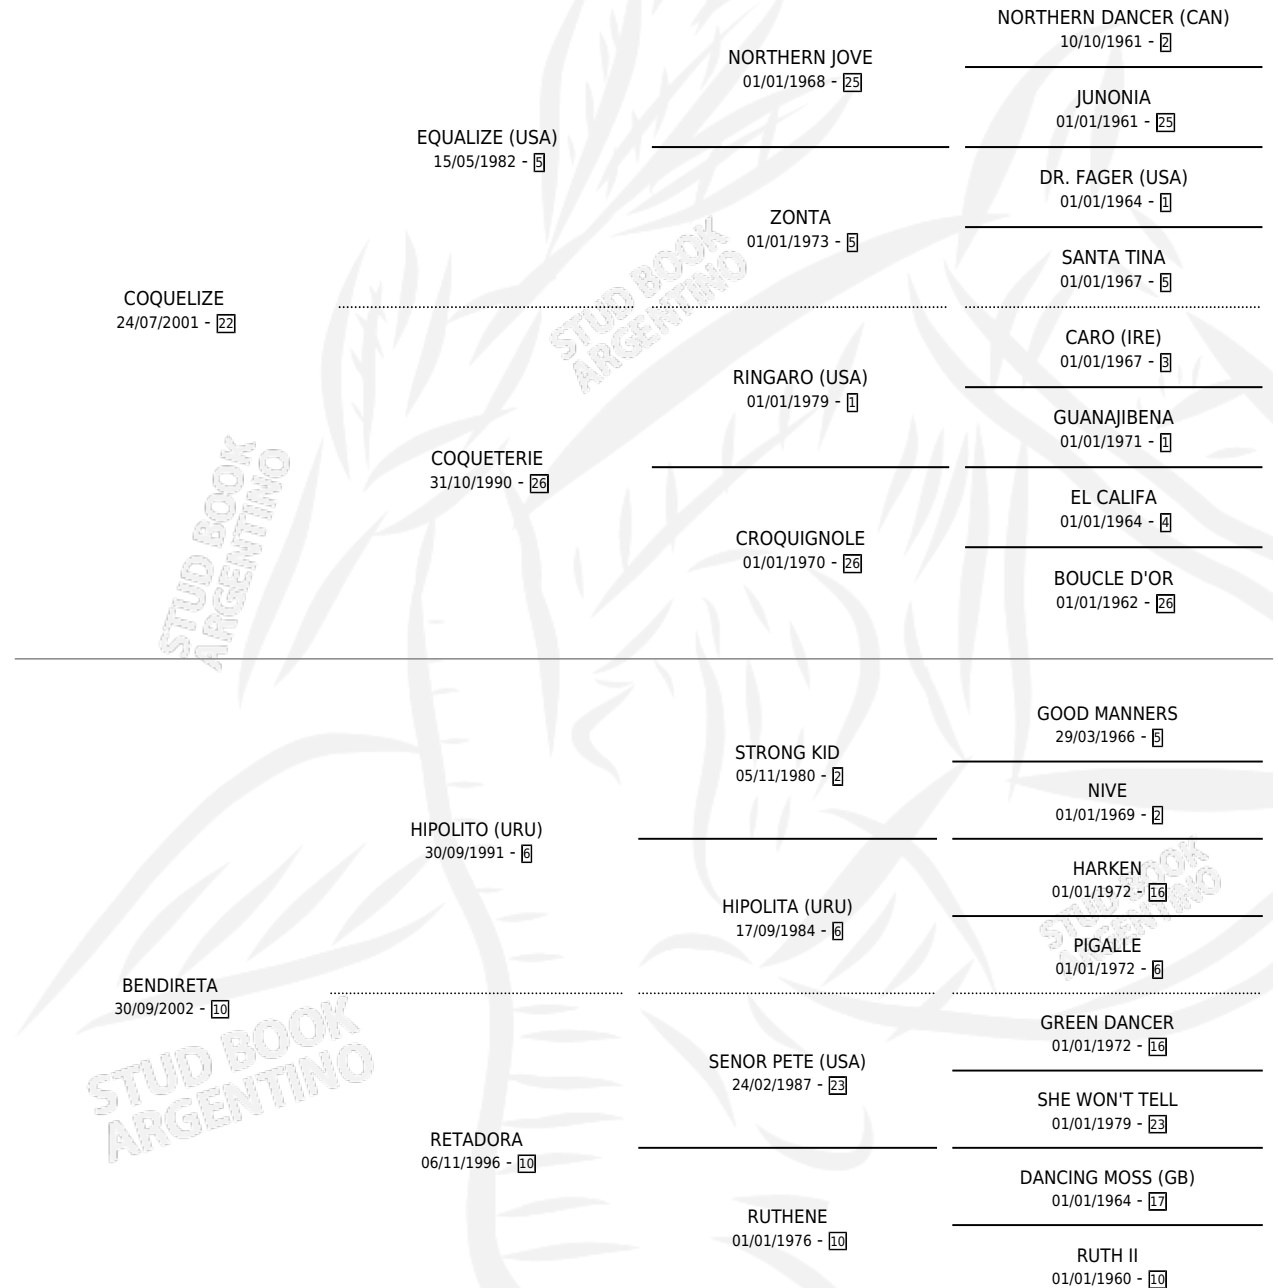 NORTHERN DANCER (CAN)
10/10/1961 - 2
NORTHERN JOVE
01/01/1968 - 25
JUNONIA
01/01/1961 - 25
EQUALIZE (USA)
15/05/1982 - 5
DR. FAGER (USA)
01/01/1964 - 1
ZONTA
01/01/1973 - 5
SANTA TINA
01/01/1967 - 5
COQUELIZE
24/07/2001 - 22
CARO (IRE)
01/01/1967 - 3
RINGARO (USA)
01/01/1979 - 1
GUANAJIBENA
01/01/1971 - 1
COQUETERIE
31/10/1990 - 26
EL CALIFA
01/01/1964 - 4
CROQUIGNOLE
01/01/1970 - 26
BOUCLE D'OR
01/01/1962 - 26
GOOD MANNERS
29/03/1966 - 5
STRONG KID
05/11/1980 - 2
NIVE
01/01/1969 - 2
HIPOLITO (URU)
30/09/1991 - 6
HARKEN
01/01/1972 - 16
HIPOLITA (URU)
17/09/1984 - 6
PIGALLE
01/01/1972 - 6
BENDIRETA
30/09/2002 - 10
GREEN DANCER
01/01/1972 - 16
SENOR PETE (USA)
24/02/1987 - 23
SHE WON'T TELL
01/01/1979 - 23
RETADORA
06/11/1996 - 10
DANCING MOSS (GB)
01/01/1964 - 17
RUTHENE
01/01/1976 - 10
RUTH II
01/01/1960 - 10
STUD BOOK
ARGENTINO
STUD BOOK
ARGENTINO
STUD BOOK
ARGENTINO
STUD BOOK
ARGENTINO